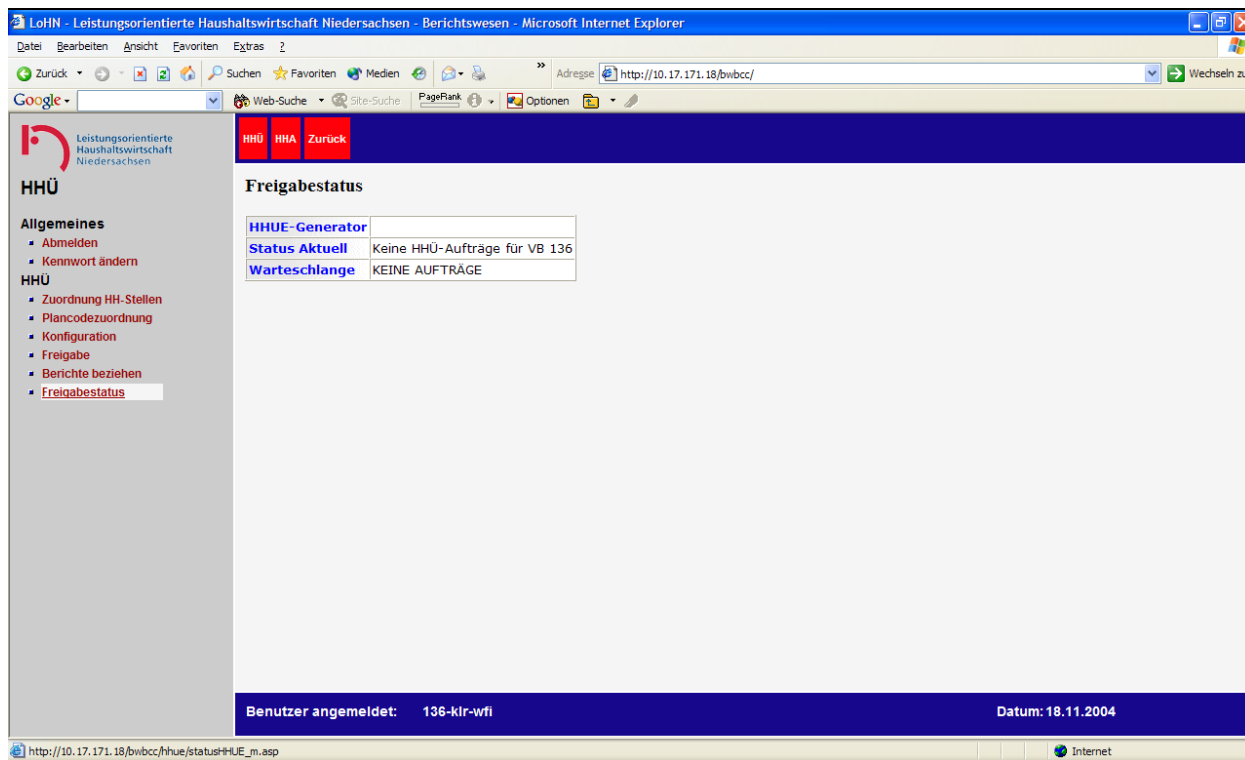 LoHN - Leistungsorientierte Haushaltswirtschaft Niedersachsen - Berichtswesen - Microsoft Internet Explorer
Datei Bearbeiten Ansicht Favoriten Extras ?
Zurück Suchen Favoriten Medien » Adresse http://10.17.171.18/bwbcc/ Wechseln zu
Google Web-Suche Site-Suche PageRank Optionen
Leistungsorientierte
Haushaltswirtschaft
Niedersachsen
HHÜ HHA Zurück
HHÜ
Allgemeines
Abmelden
Kennwort ändern
HHÜ
Zuordnung HH-Stellen
Plancodezuordnung
Konfiguration
Freigabe
Berichte beziehen
Freigabestatus
Freigabestatus
HHUE-Generator
Status Aktuell Keine HHÜ-Aufträge für VB 136
Warteschlange KEINE AUFTRÄGE
Benutzer angemeldet: 136-klr-wfi Datum: 18.11.2004
http://10.17.171.18/bwbcc/hhue/statusHHUE_m.asp Internet